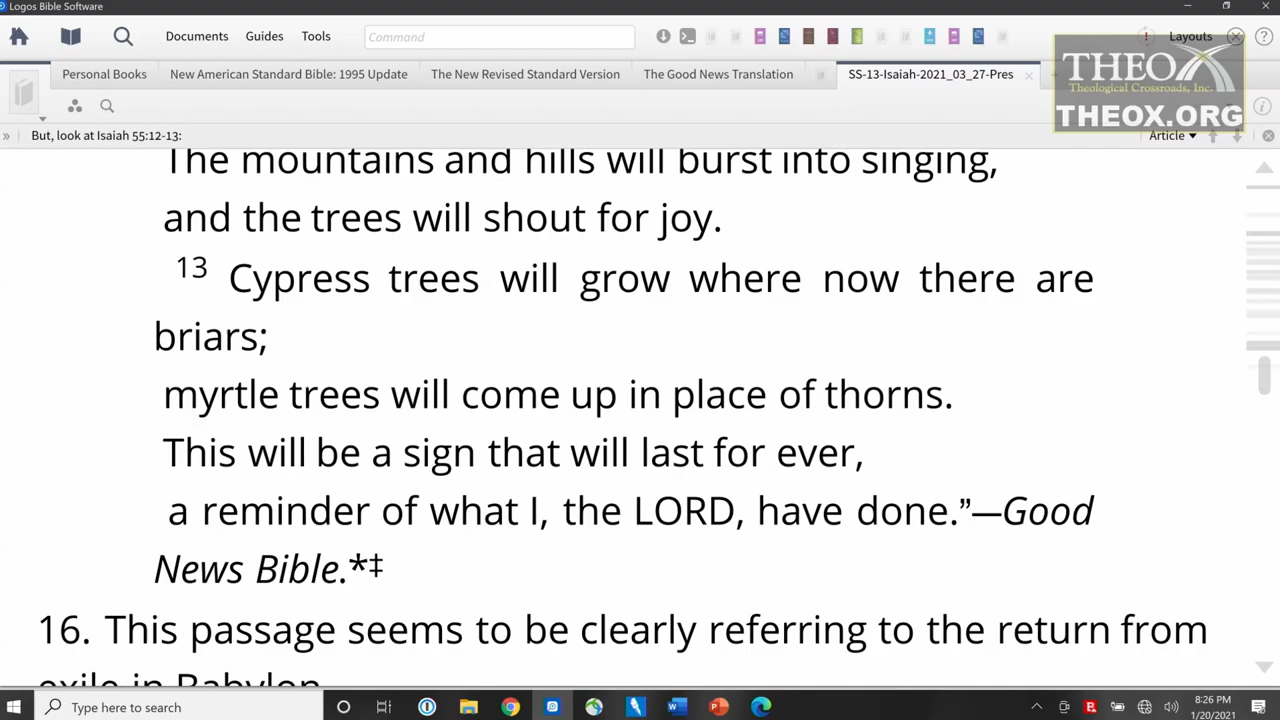 Logos Bible Software
Documents Guides Tools Command Layouts
Personal Books New American Standard Bible: 1995 Update The New Revised Standard Version The Good News Translation SS-13-Isaiah-2021_03_27-Pres
THEOX
Theological Crossroads, Inc.
THEOX.ORG
» But, look at Isaiah 55:12-13: Article
The mountains and hills will burst into singing,
and the trees will shout for joy.
13 Cypress trees will grow where now there are
briars;
myrtle trees will come up in place of thorns.
This will be a sign that will last for ever,
a reminder of what I, the LORD, have done.”—Good
News Bible.*‡
16. This passage seems to be clearly referring to the return from
exile in Babylon
Type here to search
8:26 PM
1/20/2021